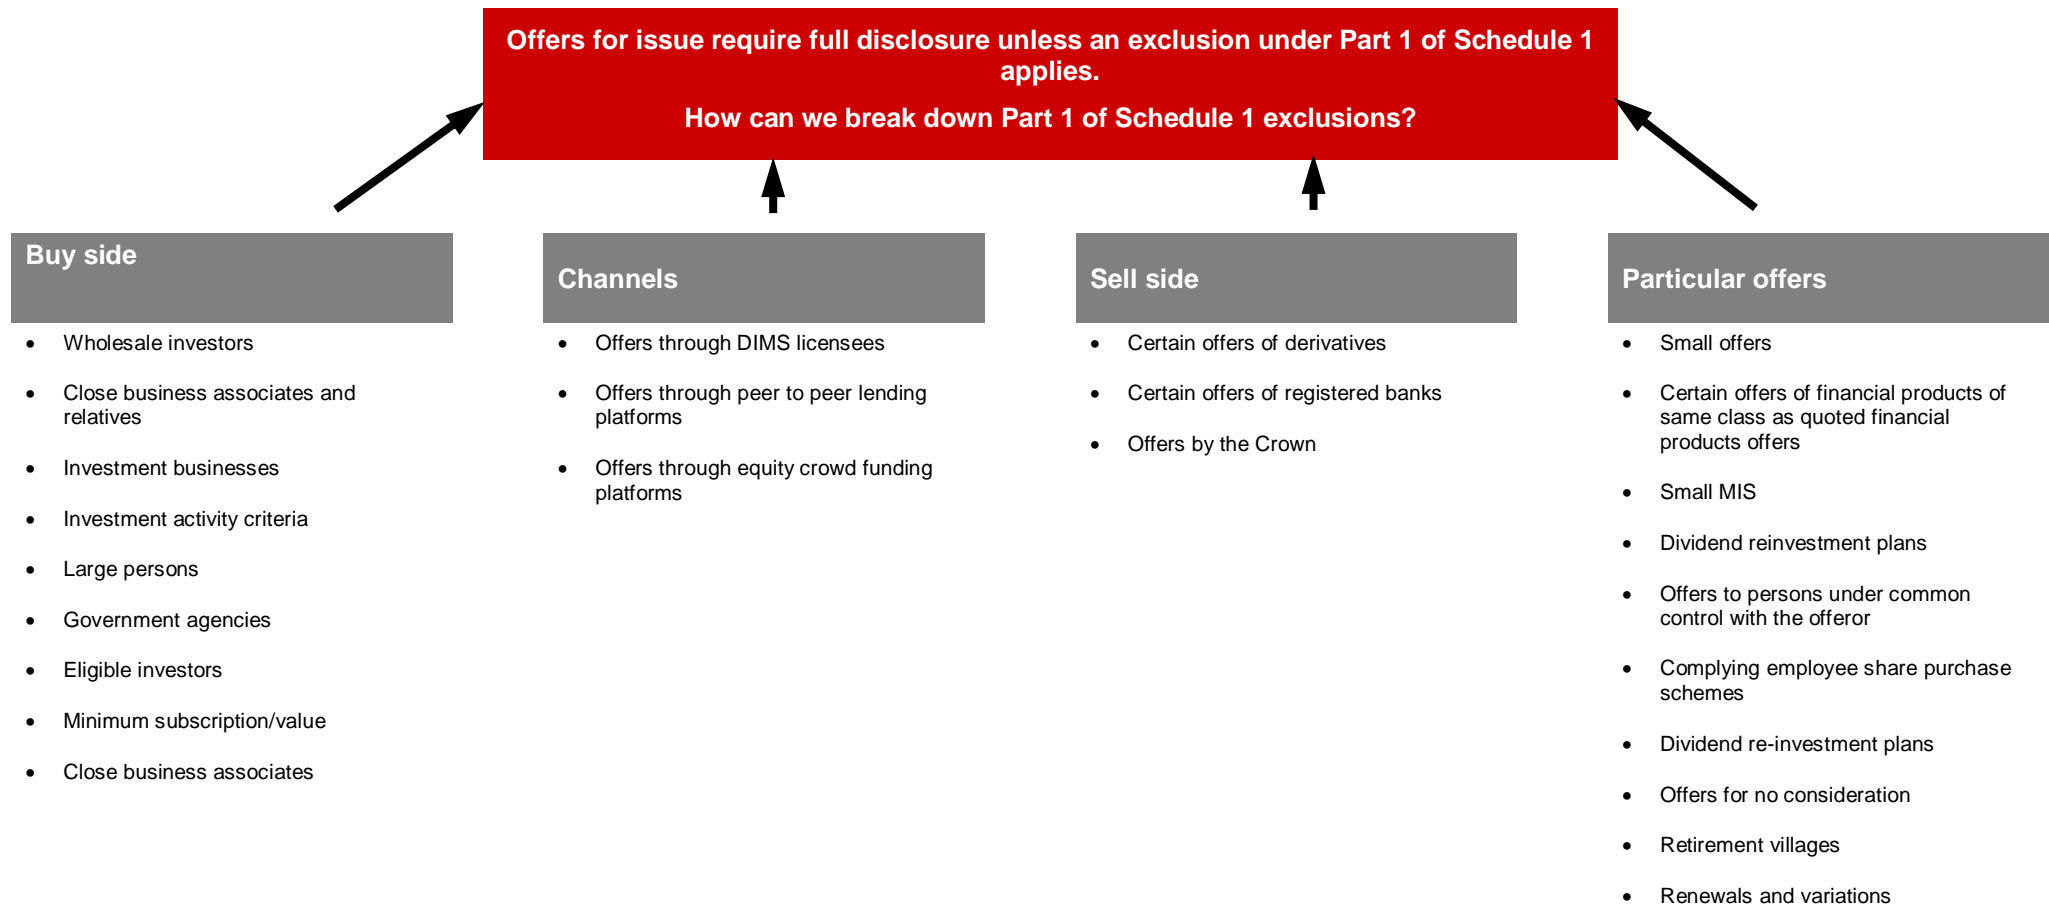 Offers for issue require full disclosure unless an exclusion under Part 1 of Schedule 1
applies.
How can we break down Part 1 of Schedule 1 exclusions?
Buy side
• Wholesale investors
• Close business associates and
relatives
• Investment businesses
• Investment activity criteria
• Large persons
• Government agencies
• Eligible investors
• Minimum subscription/value
• Close business associates
Channels
• Offers through DIMS licensees
• Offers through peer to peer lending
platforms
• Offers through equity crowd funding
platforms
Sell side
• Certain offers of derivatives
• Certain offers of registered banks
• Offers by the Crown
Particular offers
• Small offers
• Certain offers of financial products of
same class as quoted financial
products offers
• Small MIS
• Dividend reinvestment plans
• Offers to persons under common
control with the offeror
• Complying employee share purchase
schemes
• Dividend re-investment plans
• Offers for no consideration
• Retirement villages
• Renewals and variations